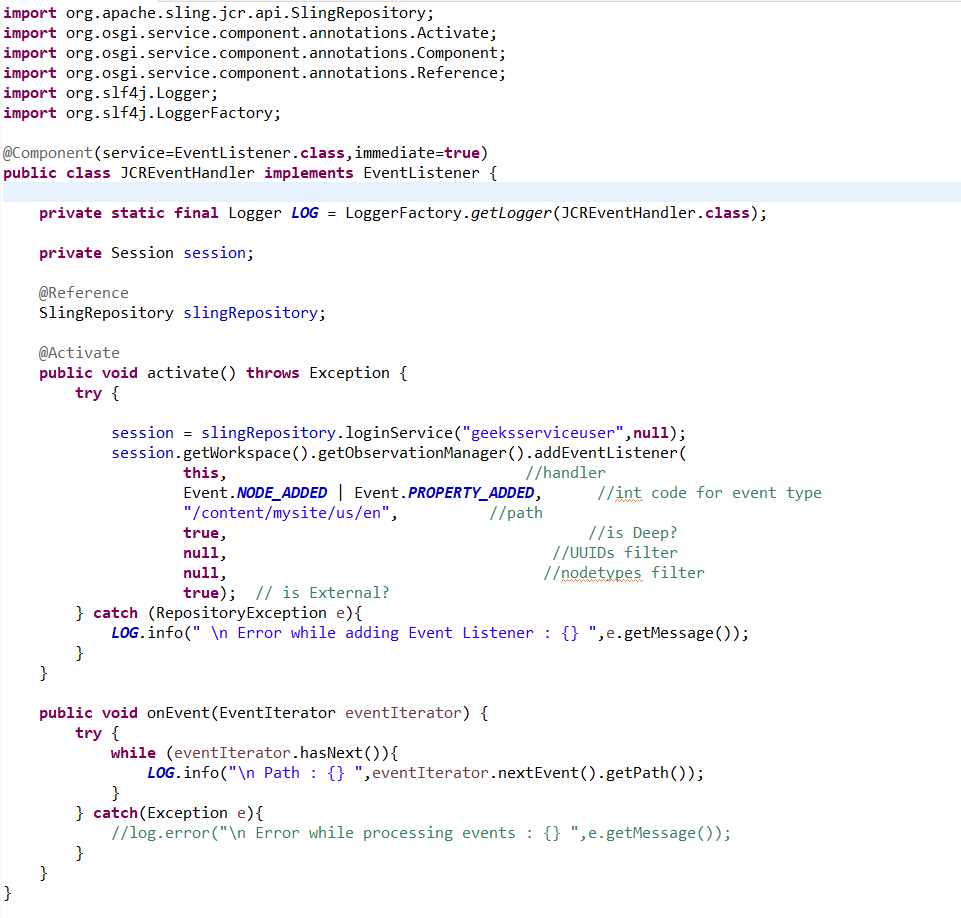 import org.apache.sling.jcr.api.SlingRepository;
import org.osgi.service.component.annotations.Activate;
import org.osgi.service.component.annotations.Component;
import org.osgi.service.component.annotations.Reference;
import org.slf4j.Logger;
import org.slf4j.LoggerFactory;

@Component(service=EventListener.class,immediate=true)
public class JCREventHandler implements EventListener {

    private static final Logger LOG = LoggerFactory.getLogger(JCREventHandler.class);

    private Session session;

    @Reference
    SlingRepository slingRepository;

    @Activate
    public void activate() throws Exception {
        try {

            session = slingRepository.loginService("geeksserviceuser",null);
            session.getWorkspace().getObservationManager().addEventListener(
                    this,                                 //handler
                    Event.NODE_ADDED | Event.PROPERTY_ADDED,      //int code for event type
                    "/content/mysite/us/en",          //path
                    true,                                        //is Deep?
                    null,                                    //UUIDs filter
                    null,                                   //nodetypes filter
                    true);  // is External?
        } catch (RepositoryException e){
            LOG.info(" \n Error while adding Event Listener : {} ",e.getMessage());
        }
    }

    public void onEvent(EventIterator eventIterator) {
        try {
            while (eventIterator.hasNext()){
                LOG.info("\n Path : {} ",eventIterator.nextEvent().getPath());
            }
        } catch(Exception e){
            //log.error("\n Error while processing events : {} ",e.getMessage());
        }
    }
}